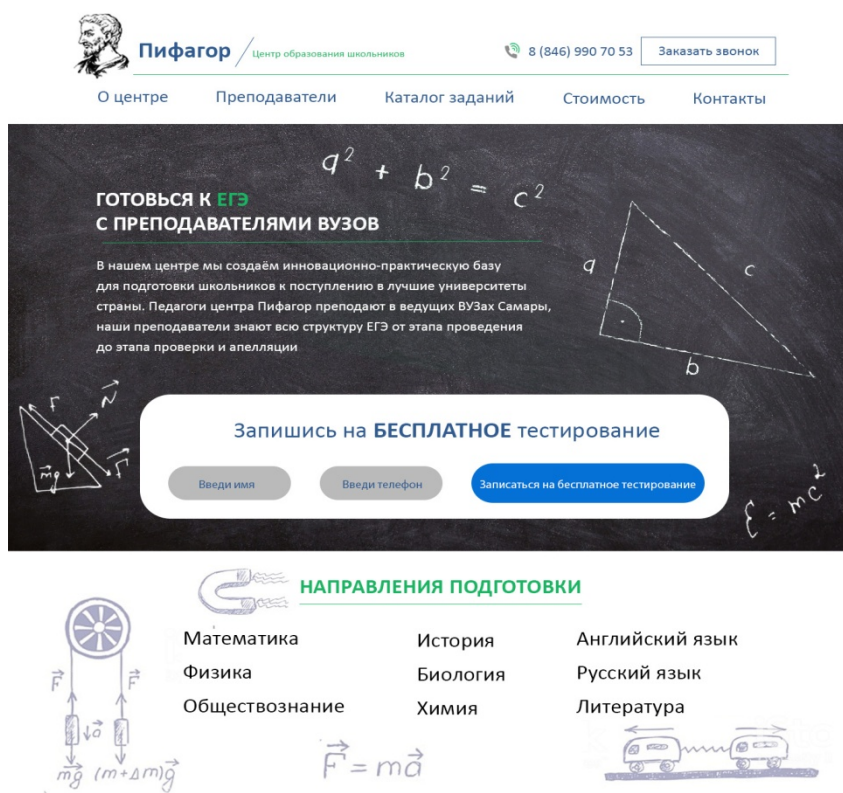 Пифагор
Центр образования школьников
8 (846) 990 70 53
Заказать звонок
О центре
Преподаватели
Каталог заданий
Стоимость
Контакты
a² + b² = c²
ГОТОВЬСЯ К ЕГЭ
С ПРЕПОДАВАТЕЛЯМИ ВУЗОВ
В нашем центре мы создаём инновационно-практическую базу
для подготовки школьников к поступлению в лучшие университеты
страны. Педагоги центра Пифагор преподают в ведущих ВУЗах Самары,
наши преподаватели знают всю структуру ЕГЭ от этапа проведения
до этапа проверки и апелляции
a
c
b
F
N
mg
F
Запишись на БЕСПЛАТНОЕ тестирование
Введи имя
Введи телефон
Записаться на бесплатное тестирование
E = mc²
НАПРАВЛЕНИЯ ПОДГОТОВКИ
Математика
Физика
Обществознание
История
Биология
Химия
Английский язык
Русский язык
Литература
F
F
a
mg
(m+Δm)g
F = ma